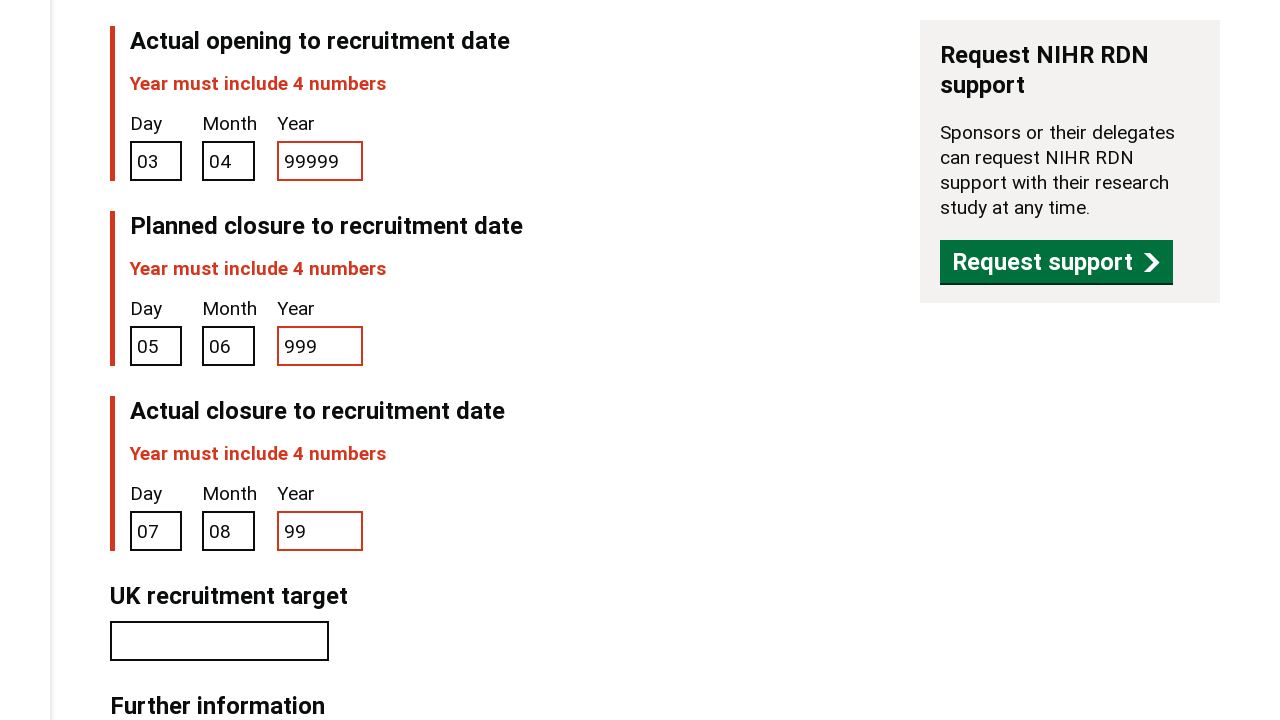 Actual opening to recruitment date
Year must include 4 numbers
Day Month Year
03 04 99999
Planned closure to recruitment date
Year must include 4 numbers
Day Month Year
05 06 999
Actual closure to recruitment date
Year must include 4 numbers
Day Month Year
07 08 99
UK recruitment target
Further information
Request NIHR RDN
support
Sponsors or their delegates
can request NIHR RDN
support with their research
study at any time.
Request support